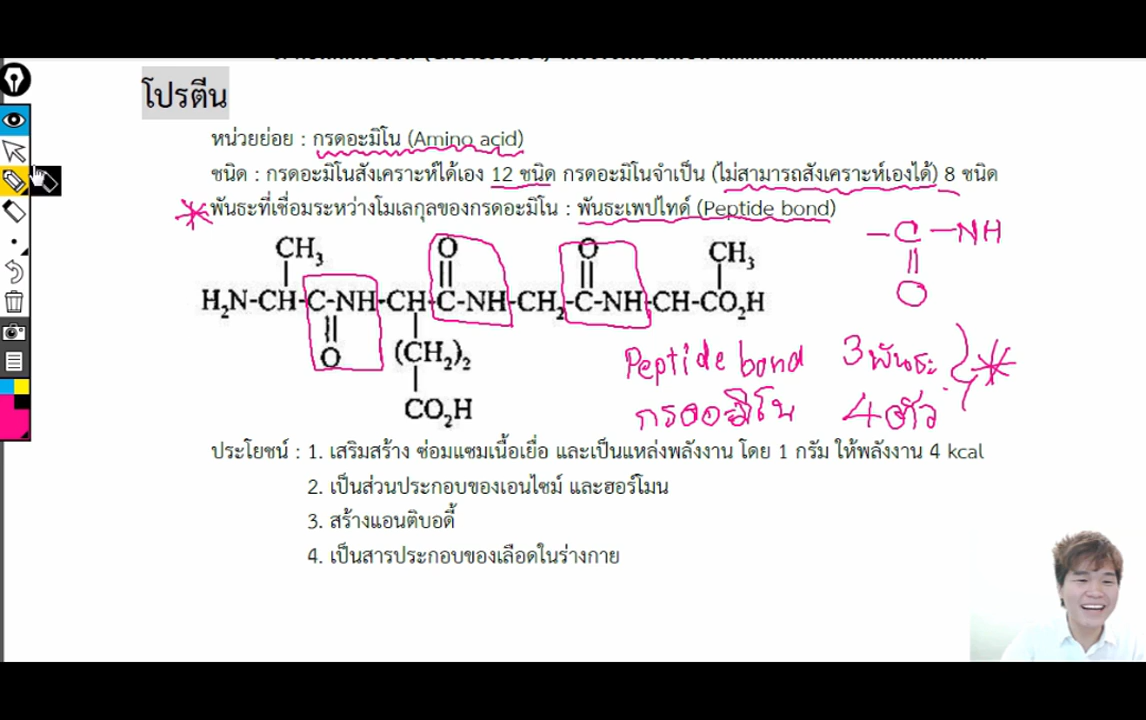 โปรตีน
หน่วยย่อย : กรดอะมิโน (Amino acid)
ชนิด : กรดอะมิโนสังเคราะห์ได้เอง 12 ชนิด กรดอะมิโนจำเป็น (ไม่สามารถสังเคราะห์เองได้) 8 ชนิด
พันธะที่เชื่อมระหว่างโมเลกุลของกรดอะมิโน : พันธะเพปไทด์ (Peptide bond)
-C-NH
O
CH₃ O O CH₃
H₂N-CH-C-NH-CH-C-NH-CH₂-C-NH-CH-CO₂H
O (CH₂)₂
CO₂H
Peptide bond 3 พันธะ
กรดอะมิโน 4 ตัว
ประโยชน์ : 1. เสริมสร้าง ซ่อมแซมเนื้อเยื่อ และเป็นแหล่งพลังงาน โดย 1 กรัม ให้พลังงาน 4 kcal
2. เป็นส่วนประกอบของเอนไซม์ และฮอร์โมน
3. สร้างแอนติบอดี้
4. เป็นสารประกอบของเลือดในร่างกาย